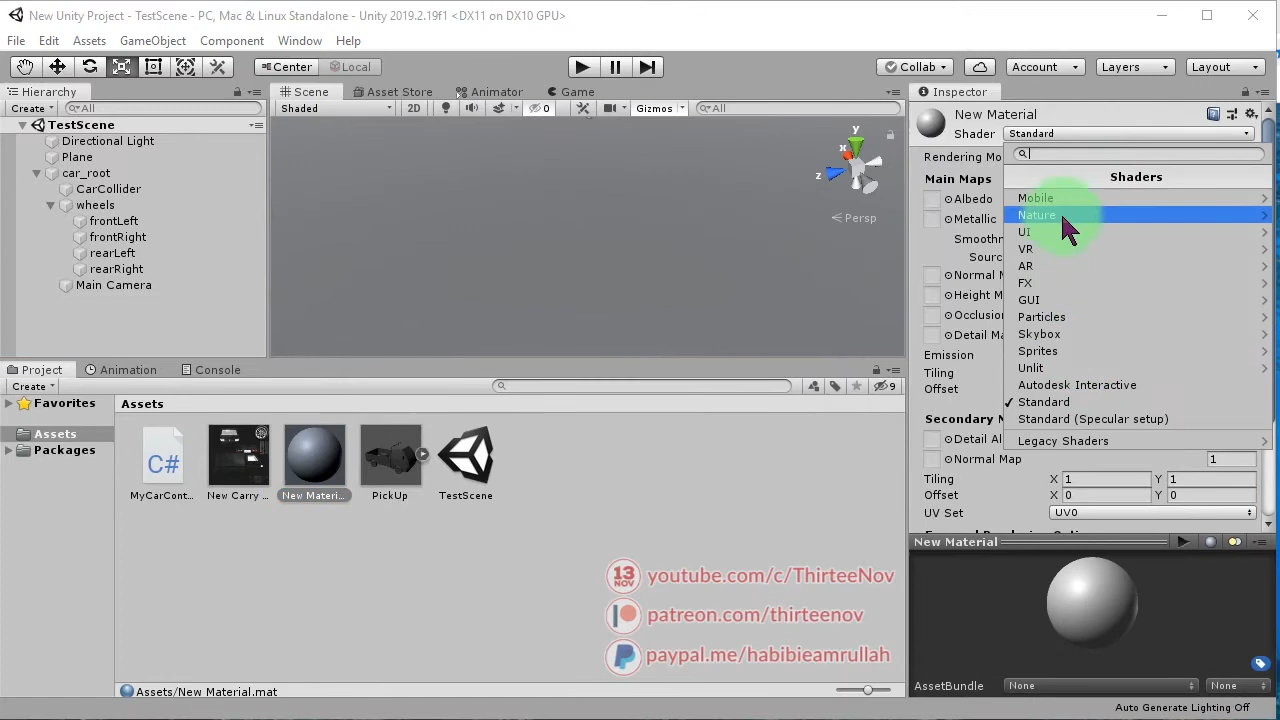 New Unity Project - TestScene - PC, Mac & Linux Standalone - Unity 2019.2.19f1 <DX11 on DX10 GPU>
File Edit Assets GameObject Component Window Help
Center Local Collab Account Layers Layout
Hierarchy Scene Asset Store Animator Game Inspector
Create All Shaded 2D 0 Gizmos All
New Material
Shader Standard
TestScene
Directional Light
Plane
car_root
CarCollider
wheels
frontLeft
frontRight
rearLeft
rearRight
Main Camera
y
x
z
Persp
Rendering Mo
Main Maps
Albedo
Metallic
Smoothn
Source
Normal M
Height M
Occlusion
Detail Ma
Emission
Tiling
Offset
Secondary M
Detail Al
Normal Map 1
Tiling X 1 Y 1
Offset X 0 Y 0
UV Set UV0
Shaders
Mobile
Nature
UI
VR
AR
FX
GUI
Particles
Skybox
Sprites
Unlit
Autodesk Interactive
Standard
Standard (Specular setup)
Legacy Shaders
Project Animation Console
Create 9
Favorites
Assets
Packages
Assets
C#
MyCarCont... New Carry ... New Materi... PickUp TestScene
13 NOV youtube.com/c/ThirteeNov
patreon.com/thirteenov
paypal.me/habibieamrullah
Assets/New Material.mat
New Material
AssetBundle None None
Auto Generate Lighting Off